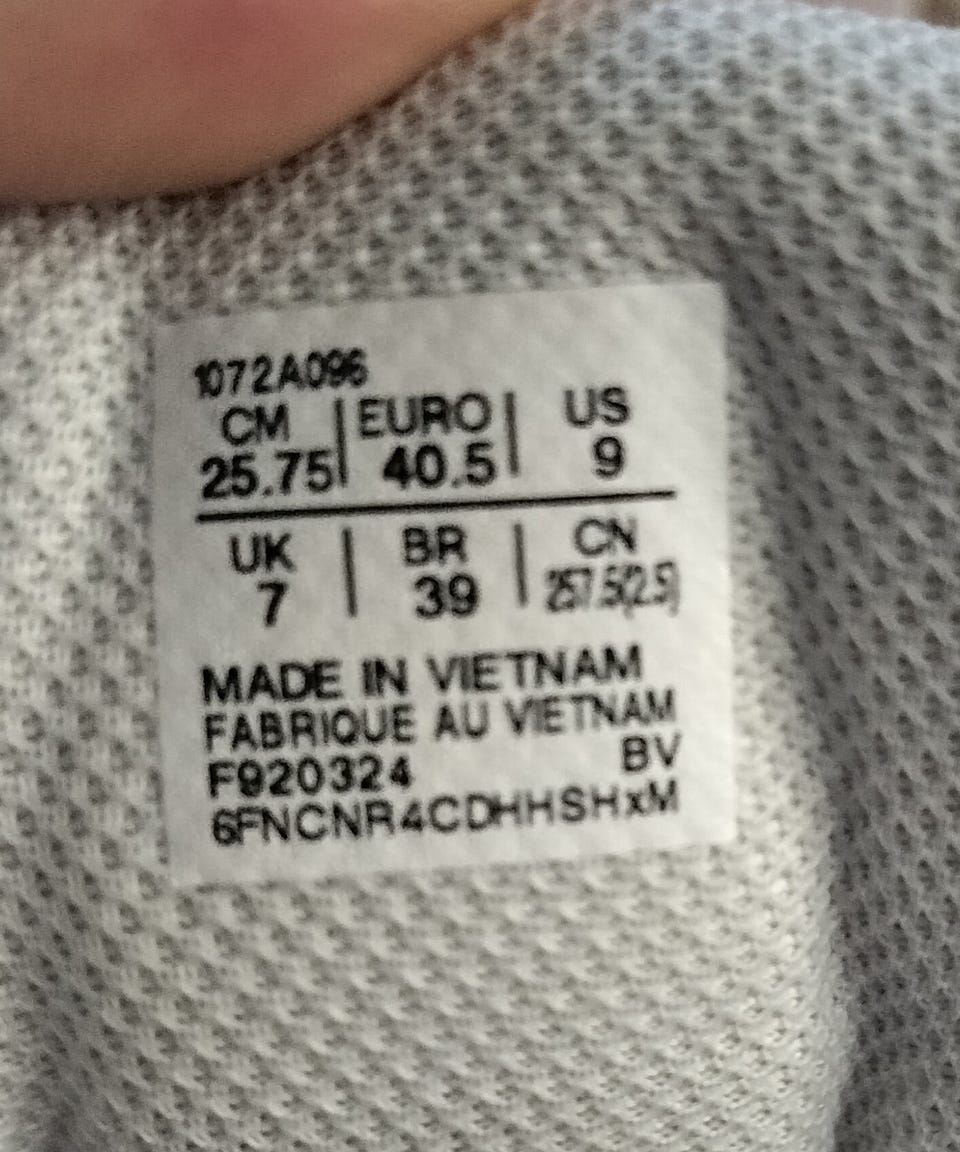 1072A096
CM | EURO | US
25.75 | 40.5 | 9
UK | BR | CN
7 | 39 | 257.5(2.5)
MADE IN VIETNAM
FABRIQUE AU VIETNAM
F920324 BV
6FNCNR4CDHHSHxM